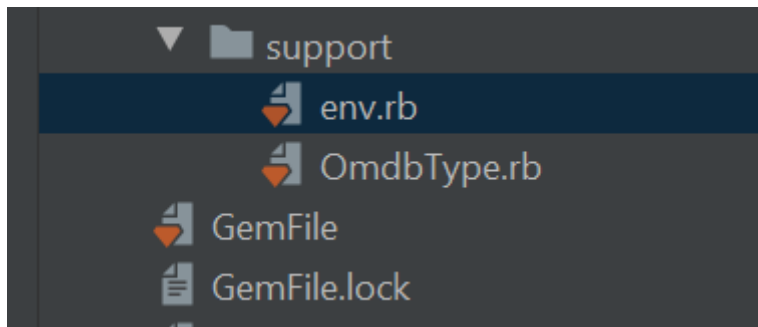 support
env.rb
OmdbType.rb
GemFile
GemFile.lock